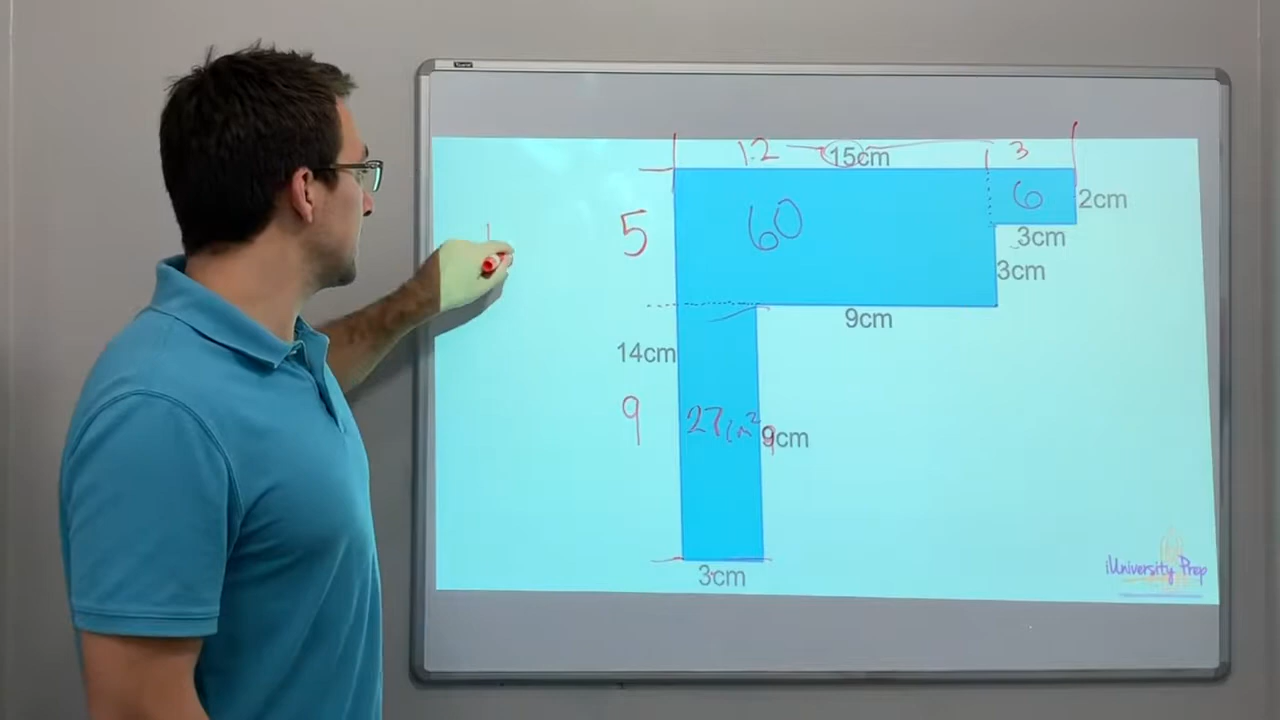 12 15cm 3
5 60 6 2cm
3cm
3cm
9cm
14cm
9 27cm² 9cm
3cm
iUniversity Prep